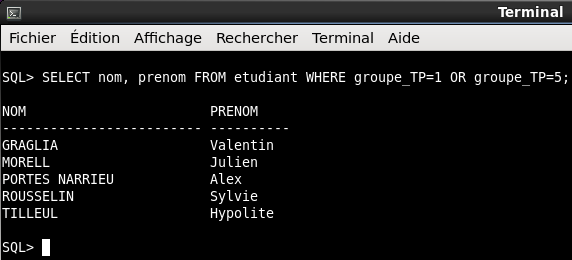 Terminal
Fichier Édition Affichage Rechercher Terminal Aide
SQL> SELECT nom, prenom FROM etudiant WHERE groupe_TP=1 OR groupe_TP=5;
NOM PRENOM
------------------------- ----------
GRAGLIA Valentin
MORELL Julien
PORTES NARRIEU Alex
ROUSSELIN Sylvie
TILLEUL Hypolite
SQL>